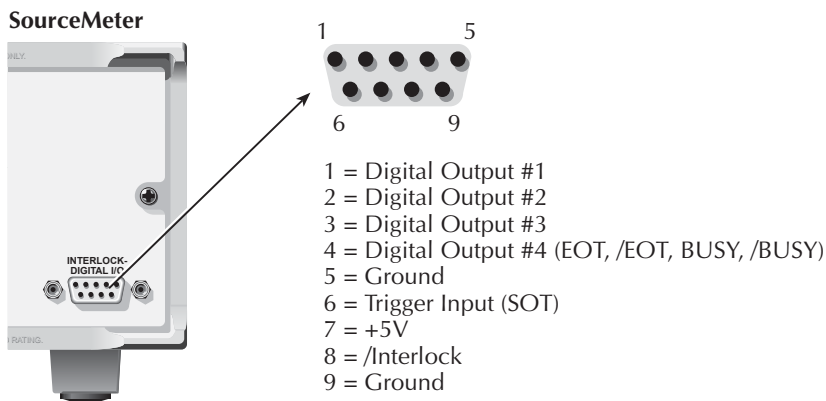 SourceMeter
ONLY.
INTERLOCK-
DIGITAL I/O
RATING.
1
5
6
9
1 = Digital Output #1
2 = Digital Output #2
3 = Digital Output #3
4 = Digital Output #4 (EOT, /EOT, BUSY, /BUSY)
5 = Ground
6 = Trigger Input (SOT)
7 = +5V
8 = /Interlock
9 = Ground